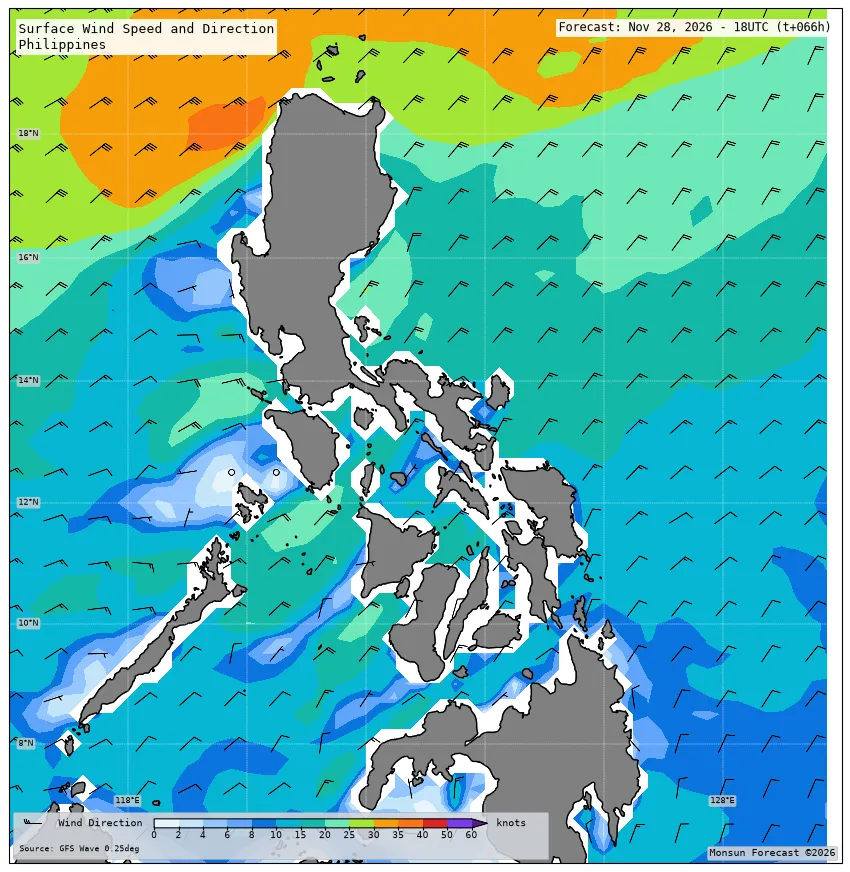 Surface Wind Speed and Direction
Philippines
Forecast: Nov 28, 2026 - 18UTC (t+066h)
18°N
16°N
14°N
12°N
10°N
8°N
118°E
128°E
Wind Direction
knots
0 2 4 6 8 10 15 20 25 30 35 40 50 60
Source: GFS Wave 0.25deg
Monsun Forecast ©2026